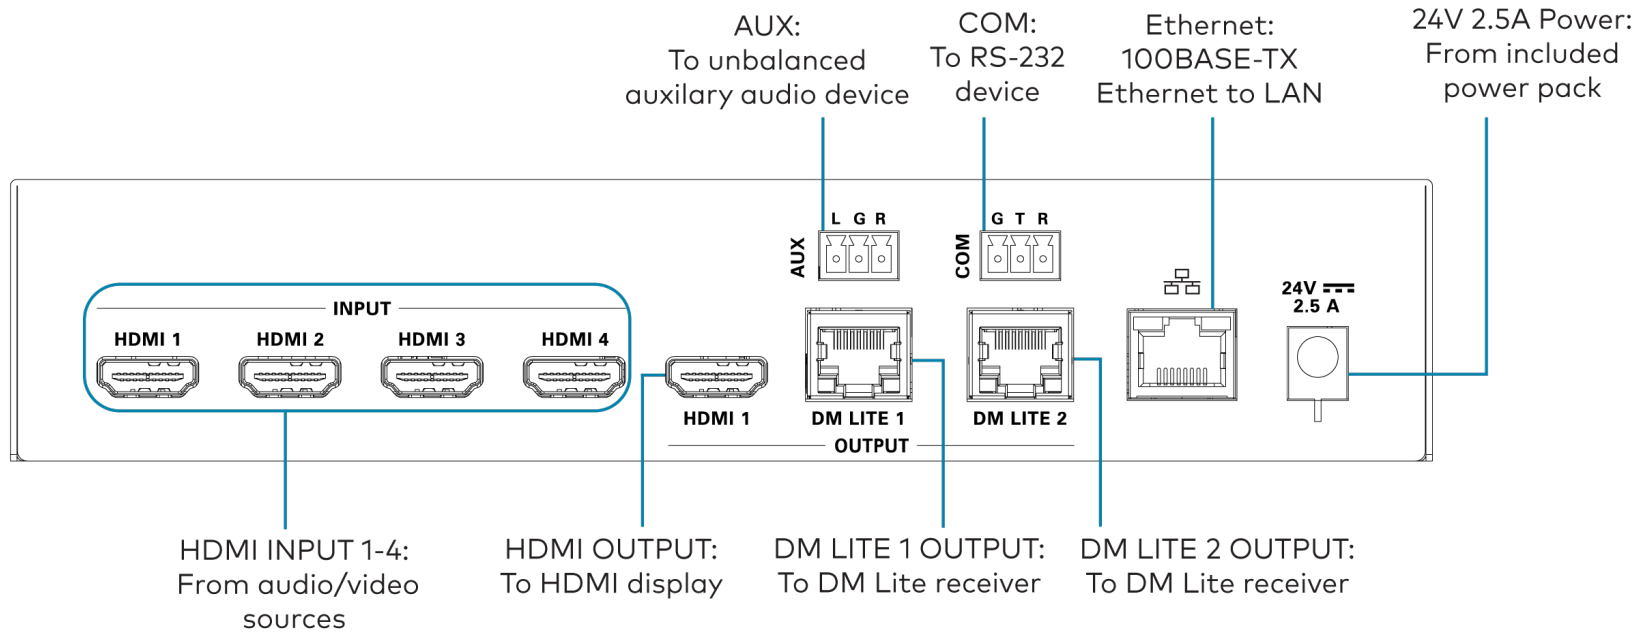 AUX:
To unbalanced
auxilary audio device
COM:
To RS-232
device
Ethernet:
100BASE-TX
Ethernet to LAN
24V 2.5A Power:
From included
power pack
L G R
AUX
G T R
COM
24V
2.5 A
INPUT
HDMI 1
HDMI 2
HDMI 3
HDMI 4
HDMI 1
DM LITE 1
DM LITE 2
OUTPUT
HDMI INPUT 1-4:
From audio/video
sources
HDMI OUTPUT:
To HDMI display
DM LITE 1 OUTPUT:
To DM Lite receiver
DM LITE 2 OUTPUT:
To DM Lite receiver